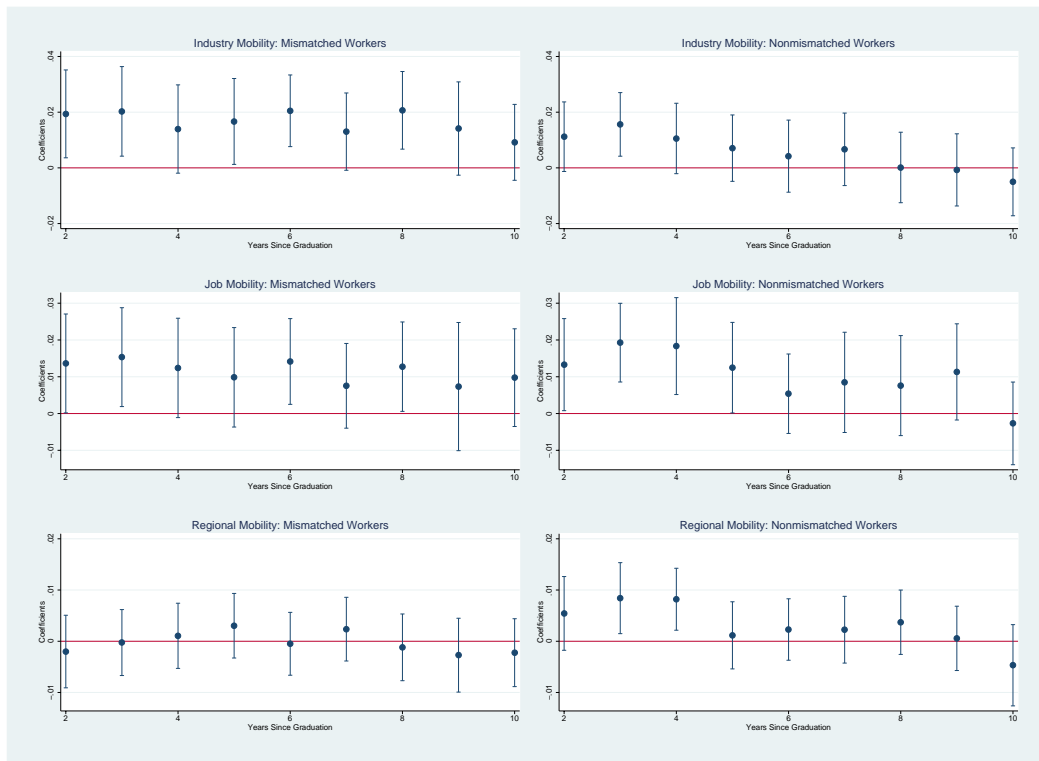 Industry Mobility: Mismatched Workers
.04
.02
0
-.02
Coefficients
2 4 6 8 10
Years Since Graduation
Industry Mobility: Nonmismatched Workers
.04
.02
0
-.02
Coefficients
2 4 6 8 10
Years Since Graduation
Job Mobility: Mismatched Workers
.03
.02
.01
0
-.01
Coefficients
2 4 6 8 10
Years Since Graduation
Job Mobility: Nonmismatched Workers
.03
.02
.01
0
-.01
Coefficients
2 4 6 8 10
Years Since Graduation
Regional Mobility: Mismatched Workers
.02
.01
0
-.01
Coefficients
2 4 6 8 10
Years Since Graduation
Regional Mobility: Nonmismatched Workers
.02
.01
0
-.01
Coefficients
2 4 6 8 10
Years Since Graduation